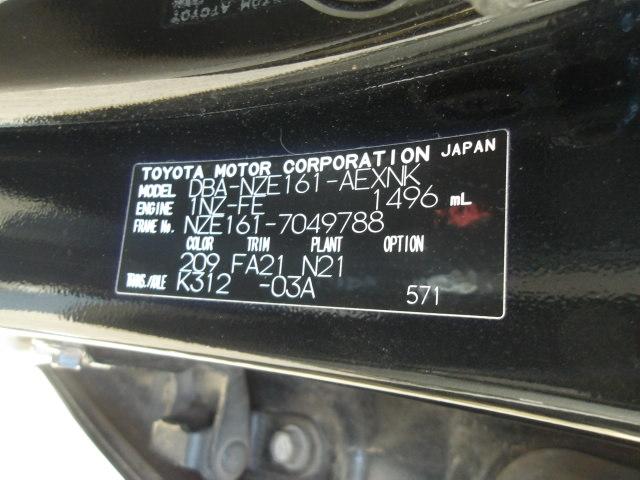 TOYOTA MOTOR CORPORATION JAPAN
MODEL DBA-NZE161-AEXNK
ENGINE 1NZ-FE 1496 mL
FRAME No. NZE161-7049788
COLOR TRIM PLANT OPTION
209 FA21 N21
TRANS./AXLE K312 -03A
571